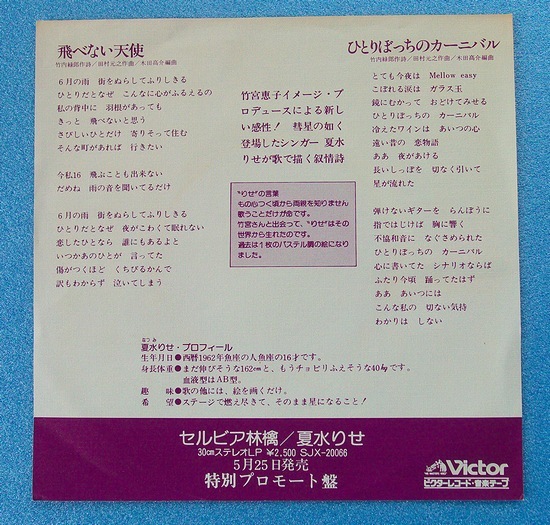 飛べない天使
竹内緑郎作詩/田村元之作曲/木田高介編曲
6月の雨 街をぬらしてふりしきる
ひとりだとなぜ こんなに心がふるえるの
私の背中に 羽根があっても
きっと 飛べないと思う
さびしいひとだけ 寄りそって住む
そんな町があれば 行きたい
今私16 飛ぶことも出来ない
だめね 雨の音を聞いてるだけ
6月の雨 街をぬらしてふりしきる
ひとりだとなぜ 夜がこわくて眠れない
恋したひとなら 誰にもあるよと
いつかあのひとが 言ってた
傷がつくほど くちびるかんで
訳もわからず 泣いてしまう
竹宮恵子イメージ・プ
ロデュースによる新し
い感性! 彗星の如く
登場したシンガー 夏水
りせが歌で描く叙情詩
"りせ"の言葉
もの心つく頃から両親を知りません
歌うことだけが命です。
竹宮さんと出会って、"りせ"はその
世界から生れたのです。
過去は1枚のパステル調の絵になり
ました。
ひとりぼっちのカーニバル
竹内緑郎作詩/田村元之作曲/木田高介編曲
とても今夜は Mellow easy
こぼれる涙は ガラス玉
鏡にむかって おどけてみせる
ひとりぼっちの カーニバル
冷えたワインは あいつの心
遠い昔の 恋物語
ああ 夜があける
長いしっぽを 切なく引いて
星が流れた
弾けないギターを らんぼうに
指ではじけば 胸に響く
不協和音に なぐさめられた
ひとりぼっちの カーニバル
心に書いてた シナリオならば
ふたり今頃 踊ってたはず
ああ あいつには
こんな私の 切ない気持
わかりは しない
なつみ
夏水りせ・プロフィール
生年月日●西暦1962年魚座の人魚座の16才です。
身長体重●まだ伸びそうな162cmと、もうチョビリふえそうな40kgです。
血液型はAB型。
趣 味●歌の他には、絵を画くだけ。
希 望●ステージで燃え尽きて、そのまま星になること!
セルビア林檎/夏水りせ
30cmステレオLP ¥2,500 SJX-20066
5月25日発売
特別プロモート盤
Victor
ビクターレコード・音楽テープ